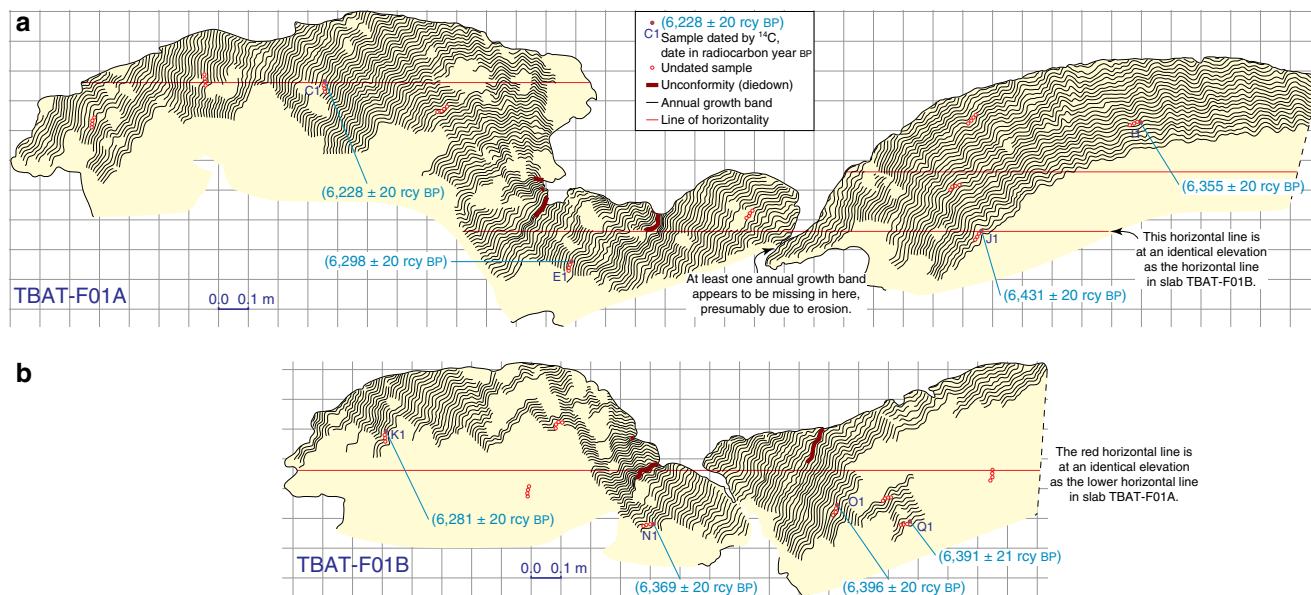 a
(6,228 ± 20 rcy BP)
C1 Sample dated by ¹⁴C,
date in radiocarbon year BP
Undated sample
Unconformity (diedown)
Annual growth band
Line of horizontality
C1
I1
(6,228 ± 20 rcy BP)
(6,355 ± 20 rcy BP)
J1
(6,298 ± 20 rcy BP)
E1
This horizontal line is
at an identical elevation
as the horizontal line
in slab TBAT-F01B.
At least one annual growth band
appears to be missing in here,
presumably due to erosion.
(6,431 ± 20 rcy BP)
TBAT-F01A
0.0 0.1 m
b
K1
The red horizontal line is
at an identical elevation
as the lower horizontal line
in slab TBAT-F01A.
O1
(6,281 ± 20 rcy BP)
N1
Q1
(6,391 ± 21 rcy BP)
TBAT-F01B
0.0 0.1 m
(6,369 ± 20 rcy BP)
(6,396 ± 20 rcy BP)